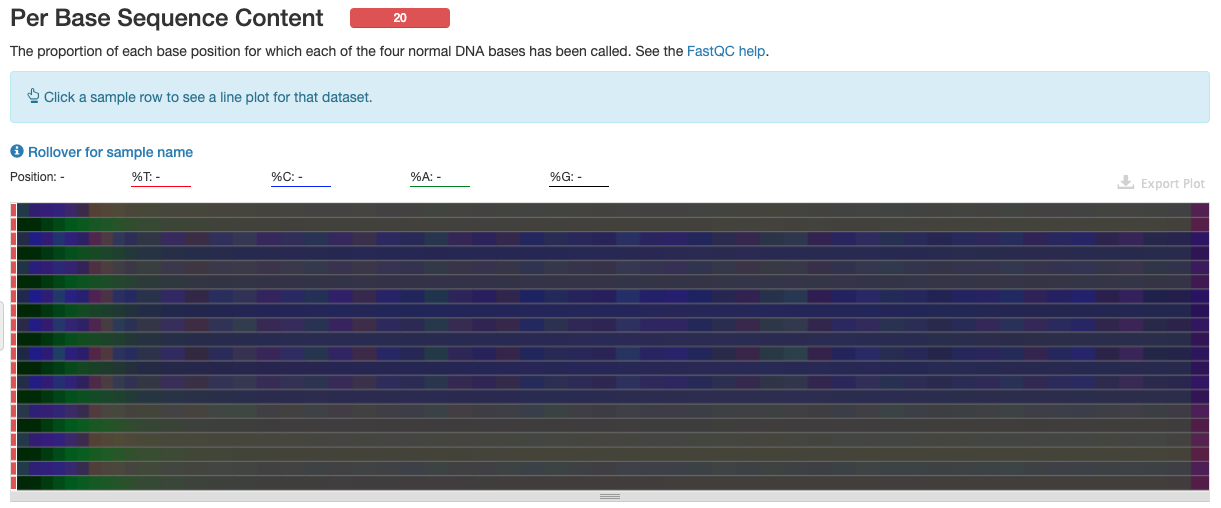 Per Base Sequence Content 20
The proportion of each base position for which each of the four normal DNA bases has been called. See the FastQC help.
Click a sample row to see a line plot for that dataset.
Rollover for sample name
Position: - %T: - %C: - %A: - %G: -
Export Plot